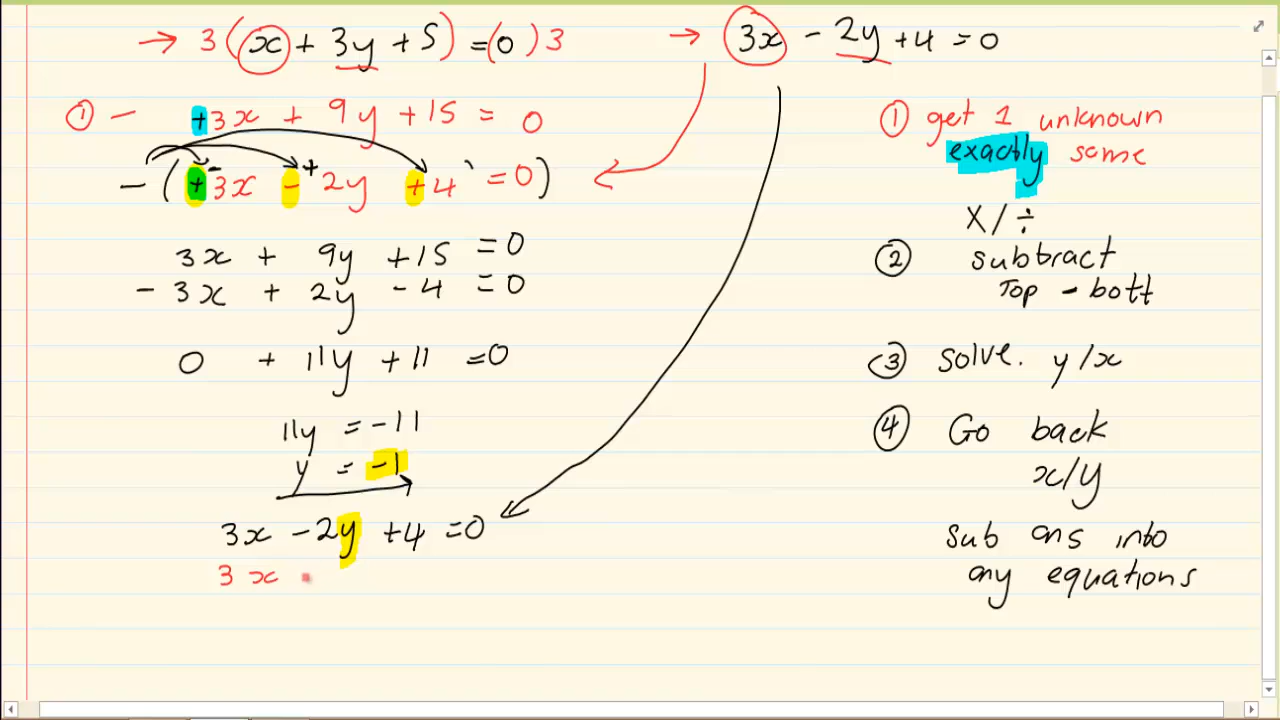 → 3(x + 3y + 5) = (0)3
→ 3x - 2y + 4 = 0
① - +3x + 9y + 15 = 0
-(+3x - 2y + 4 = 0)
- +
3x + 9y + 15 = 0
- 3x + 2y - 4 = 0
0 + 11y + 11 = 0
11y = -11
y = -1
3x - 2y + 4 = 0
3x
① get 1 unknown
exactly same
X / ÷
② subtract
Top - bott
③ solve. y/x
④ Go back
x/y
sub ans into
any equations